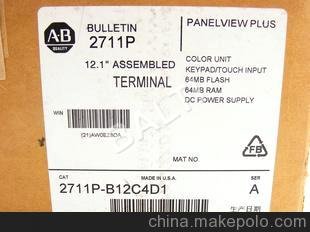 A-B
QUALITY
BULLETIN
2711P
PANELVIEW PLUS
12.1" ASSEMBLED
TERMINAL
COLOR UNIT
KEYPAD/TOUCH INPUT
64MB FLASH
64MB RAM
DC POWER SUPPLY
WIN
FB
MAT NO.
CAT
MADE IN U.S.A.
SER
2711P-B12C4D1
A
生产日期
china.makepolo.com